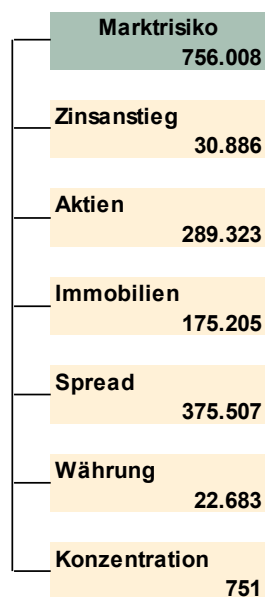 Marktrisiko
756.008
Zinsanstieg
30.886
Aktien
289.323
Immobilien
175.205
Spread
375.507
Währung
22.683
Konzentration
751